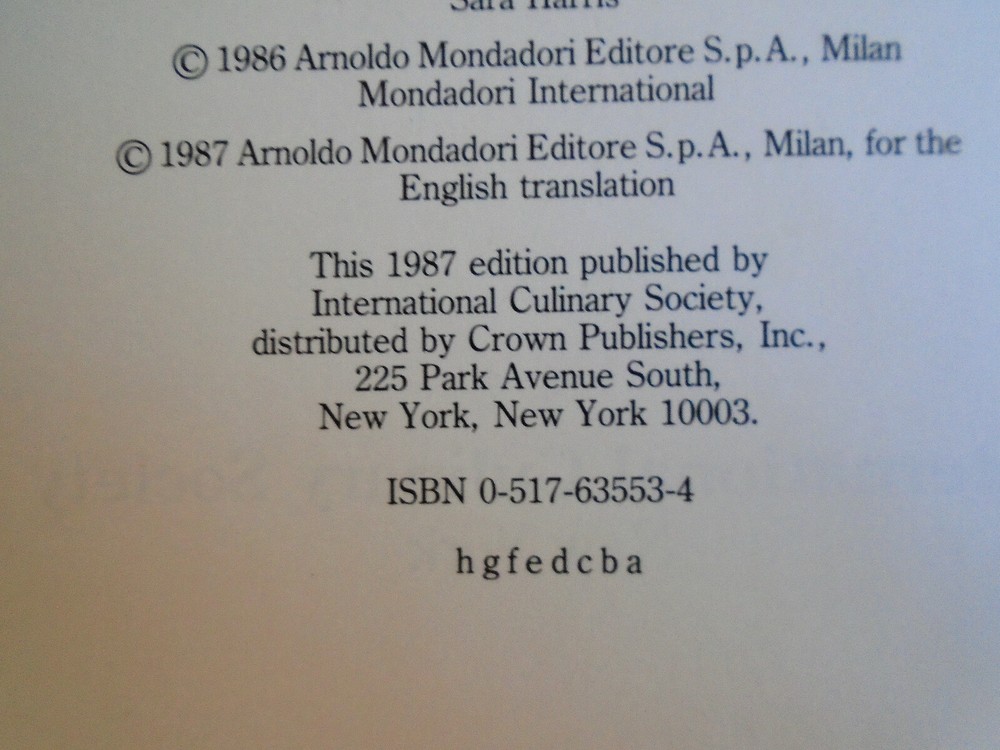 Sara Harris
© 1986 Arnoldo Mondadori Editore S.p.A., Milan
Mondadori International
© 1987 Arnoldo Mondadori Editore S.p.A., Milan, for the
English translation
This 1987 edition published by
International Culinary Society,
distributed by Crown Publishers, Inc.,
225 Park Avenue South,
New York, New York 10003.
ISBN 0-517-63553-4
h g f e d c b a